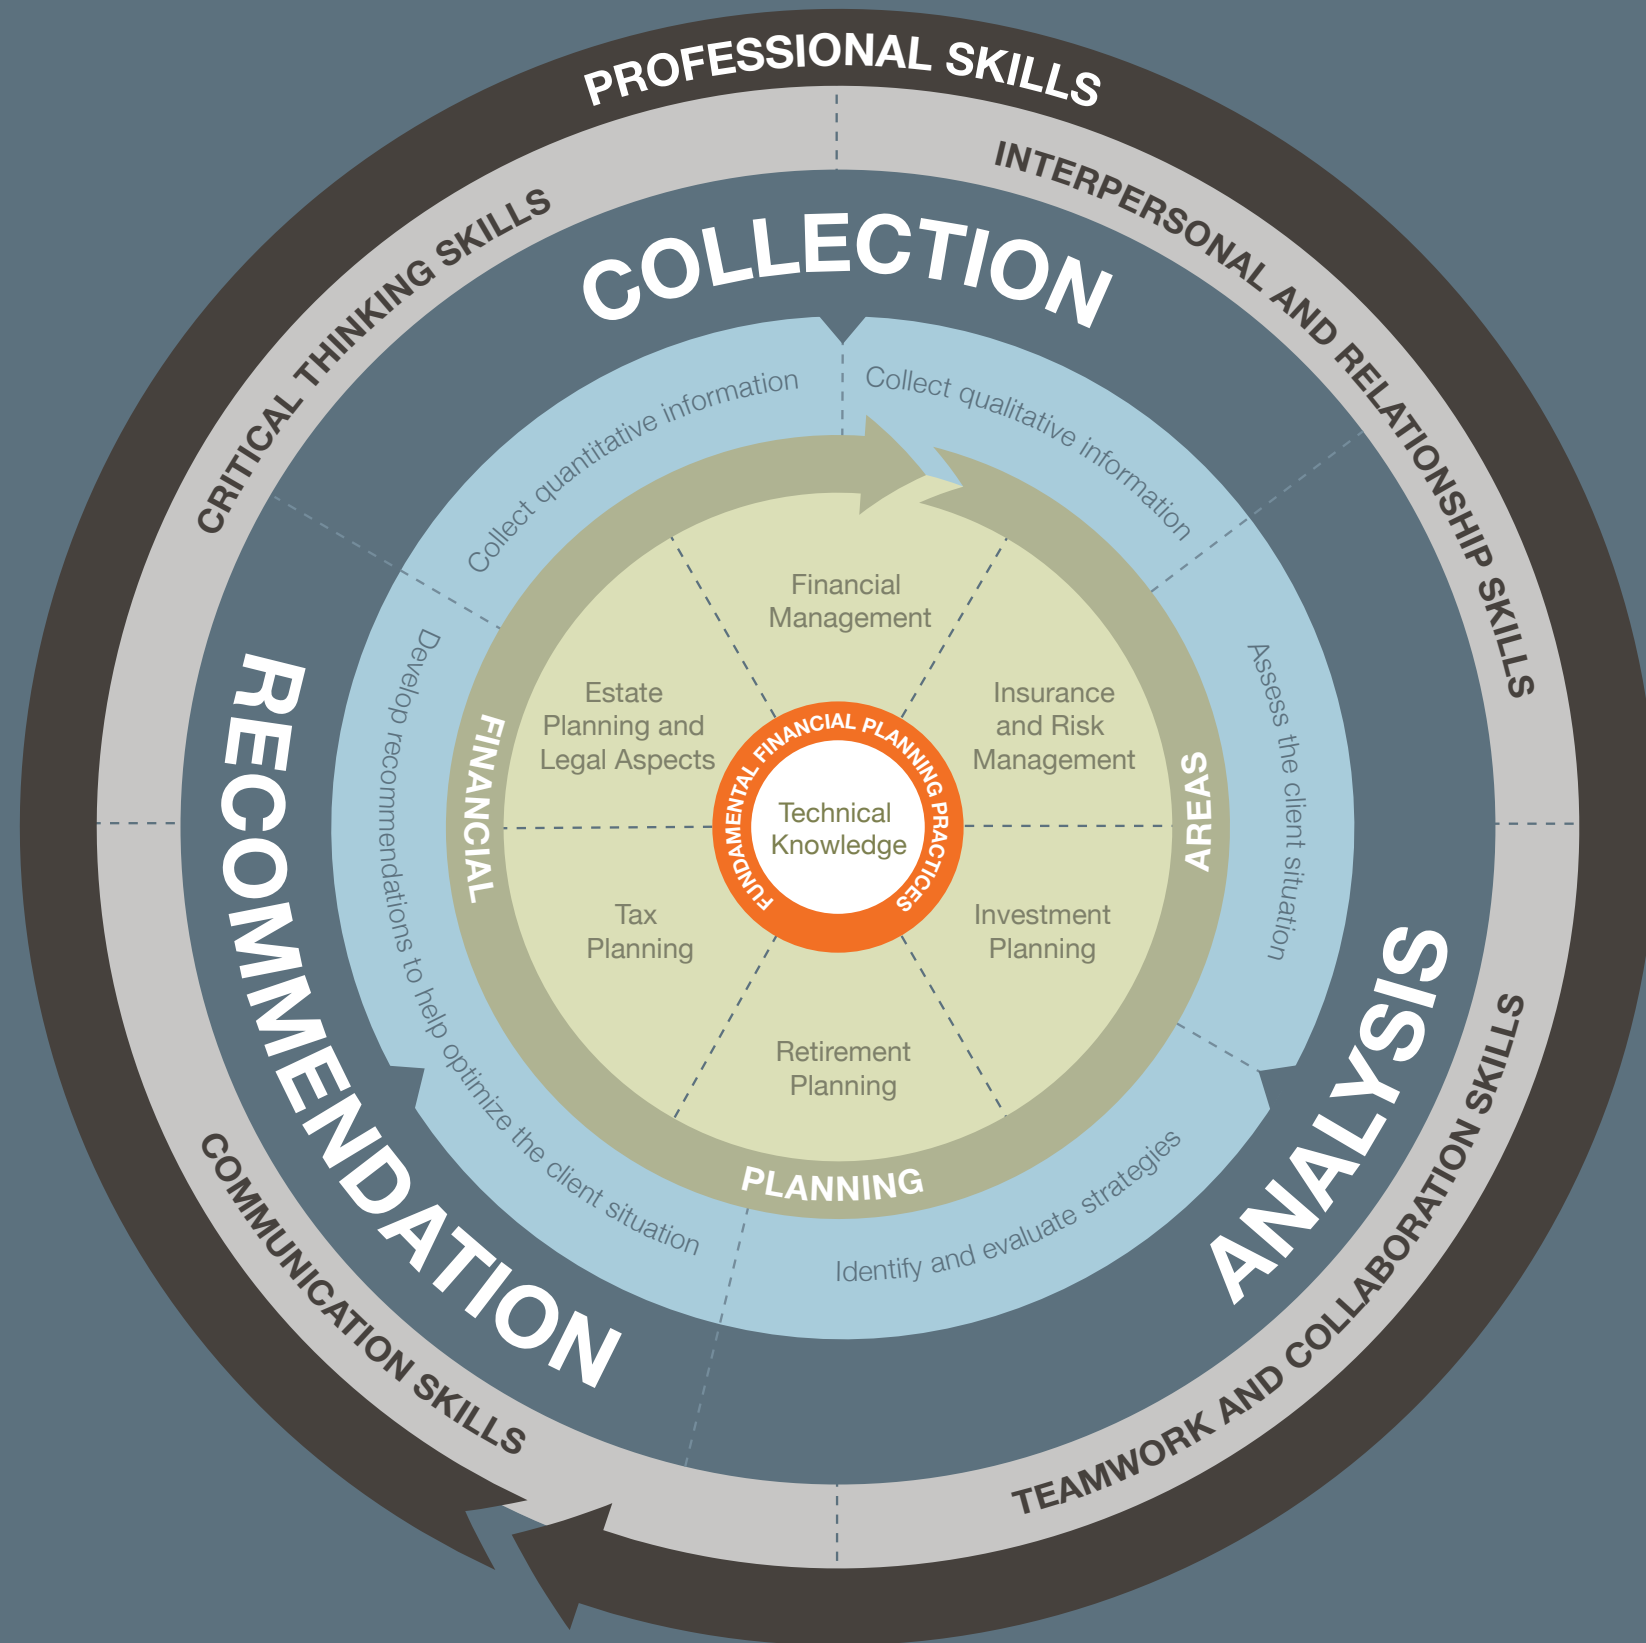 PROFESSIONAL SKILLS
CRITICAL THINKING SKILLS
INTERPERSONAL AND RELATIONSHIP SKILLS
TEAMWORK AND COLLABORATION SKILLS
COMMUNICATION SKILLS
COLLECTION
ANALYSIS
RECOMMENDATION
Collect quantitative information
Collect qualitative information
Assess the client situation
Identify and evaluate strategies
Develop recommendations to help optimize the client situation
FINANCIAL
PLANNING
AREAS
Financial
Management
Insurance
and Risk
Management
Investment
Planning
Retirement
Planning
Tax
Planning
Estate
Planning and
Legal Aspects
FUNDAMENTAL FINANCIAL PLANNING PRACTICES
Technical
Knowledge